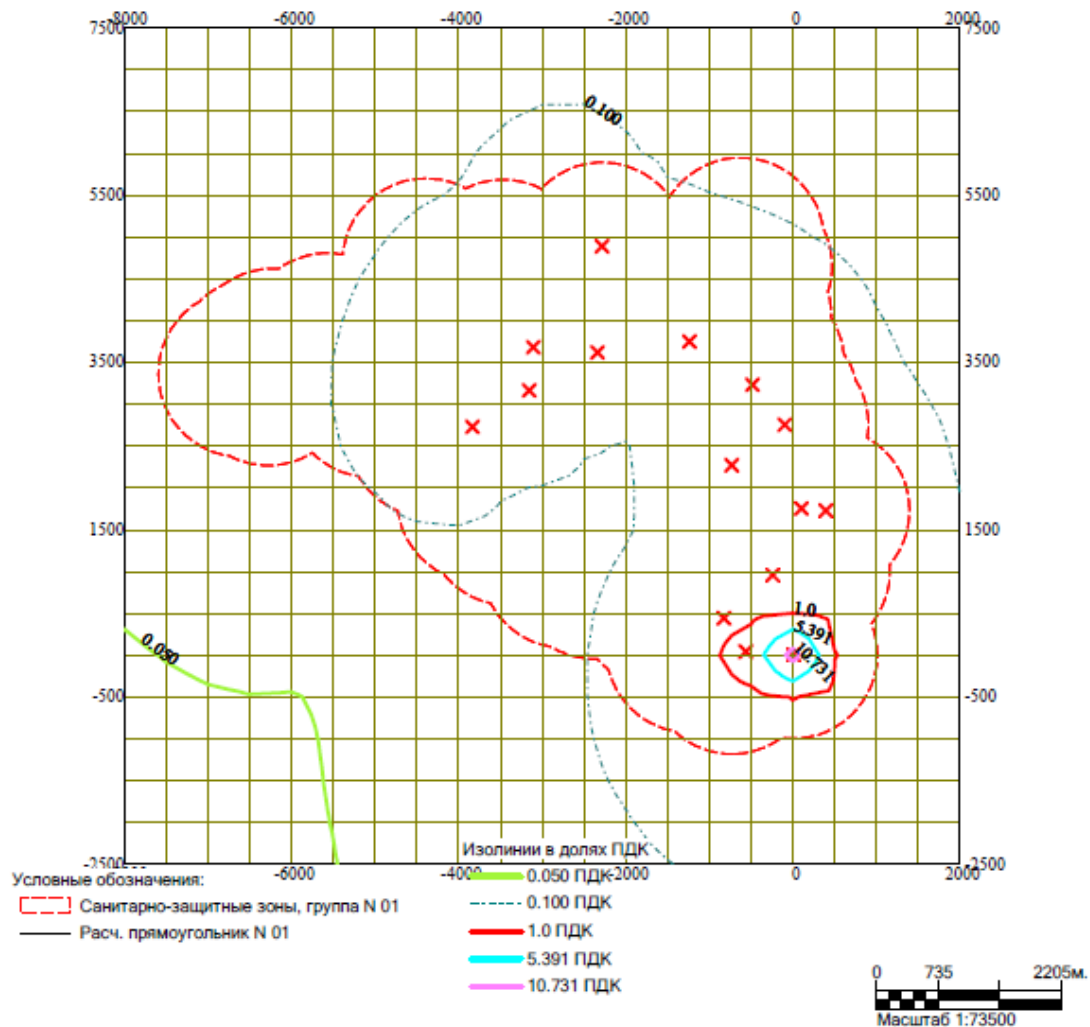 -8000 -6000 -4000 -2000 0 2000
7500 7500
0.100
5500 5500
3500 3500
1500 1500
1.0
5.391
10.731
0.050
-500 -500
-2500 -6000 -4000 -2000 0 2000 -2500
Изолинии в долях ПДК
Условные обозначения:
0.050 ПДК
Санитарно-защитные зоны, группа N 01
0.100 ПДК
Расч. прямоугольник N 01
1.0 ПДК
5.391 ПДК
10.731 ПДК
0 735 2205м.
Масштаб 1:73500